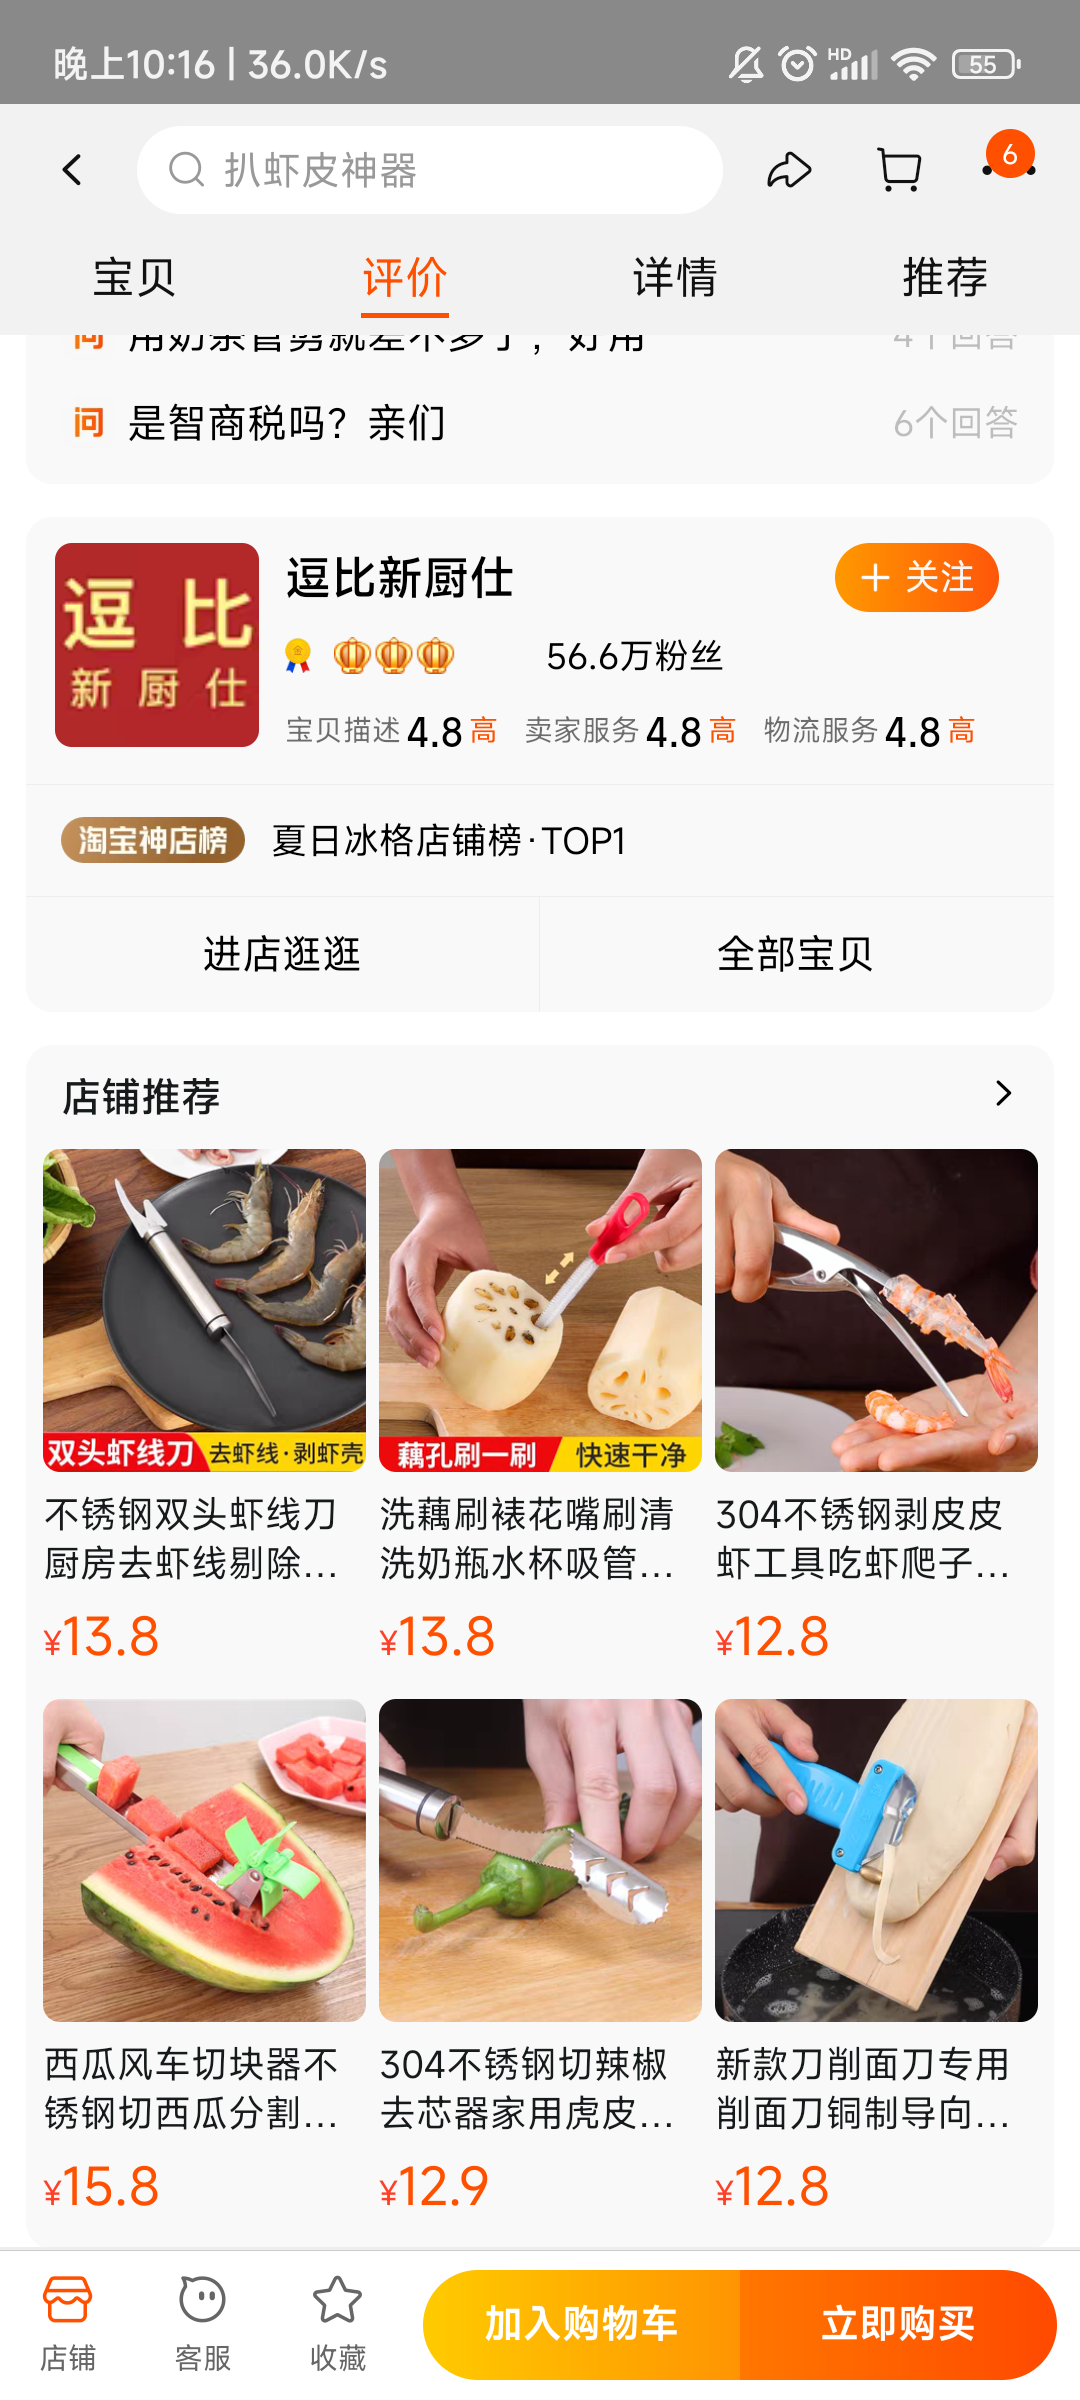 晚上10:16 | 36.0K/s
HD
55
扒虾皮神器
6
宝贝
评价
详情
推荐
问 用奶茶管剪就差不多了，好用
4个回答
问 是智商税吗？亲们
6个回答
逗比
新厨仕
逗比新厨仕
+ 关注
金
56.6万粉丝
宝贝描述 4.8 高 卖家服务 4.8 高 物流服务 4.8 高
淘宝神店榜 夏日冰格店铺榜·TOP1
进店逛逛
全部宝贝
店铺推荐
双头虾线刀 去虾线·剥虾壳
藕孔刷一刷 快速干净
不锈钢双头虾线刀
厨房去虾线剔除...
¥13.8
洗藕刷裱花嘴刷清
洗奶瓶水杯吸管...
¥13.8
304不锈钢剥皮皮
虾工具吃虾爬子...
¥12.8
西瓜风车切块器不
锈钢切西瓜分割...
¥15.8
304不锈钢切辣椒
去芯器家用虎皮...
¥12.9
新款刀削面刀专用
削面刀铜制导向...
¥12.8
店铺
客服
收藏
加入购物车
立即购买